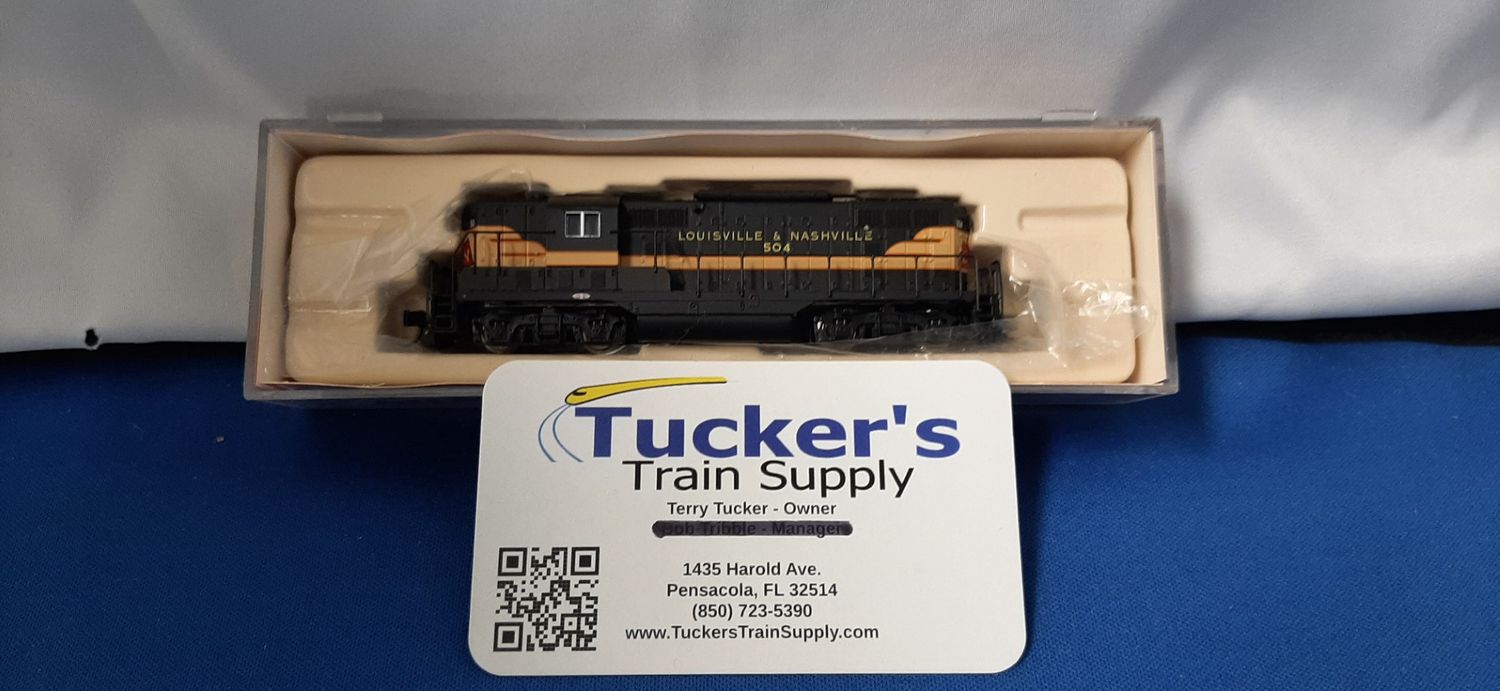 LOUISVILLE & NASHVILLE
504
Tucker's
Train Supply
Terry Tucker - Owner
Bob Tribble - Manager
1435 Harold Ave.
Pensacola, FL 32514
(850) 723-5390
www.TuckersTrainSupply.com